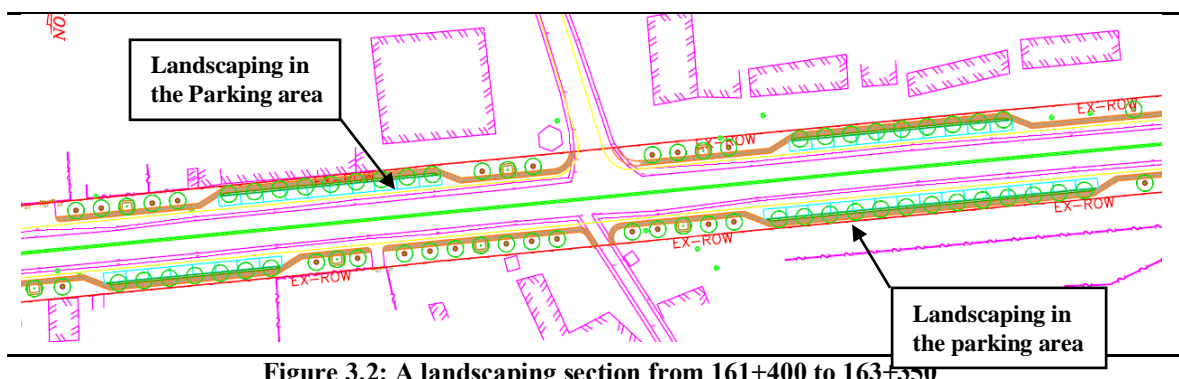 NO
Landscaping in
the Parking area
EX-ROW
EX-ROW
EX-ROW
EX-ROW
EX-ROW
EX-ROW
Landscaping in
the parking area
Figure 3.2: A landscaping section from 161+400 to 163+350